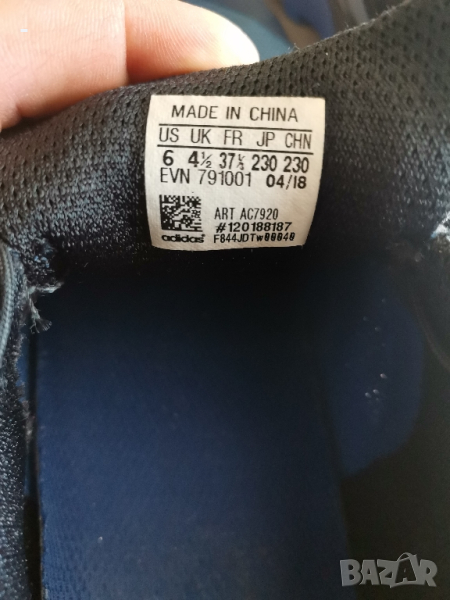 MADE IN CHINA
US UK FR JP CHN
6 4½ 37⅓ 230 230
EVN 791001 04/18
ART AC7920
#120188187
adidas F844JDTW00040
BAZAR